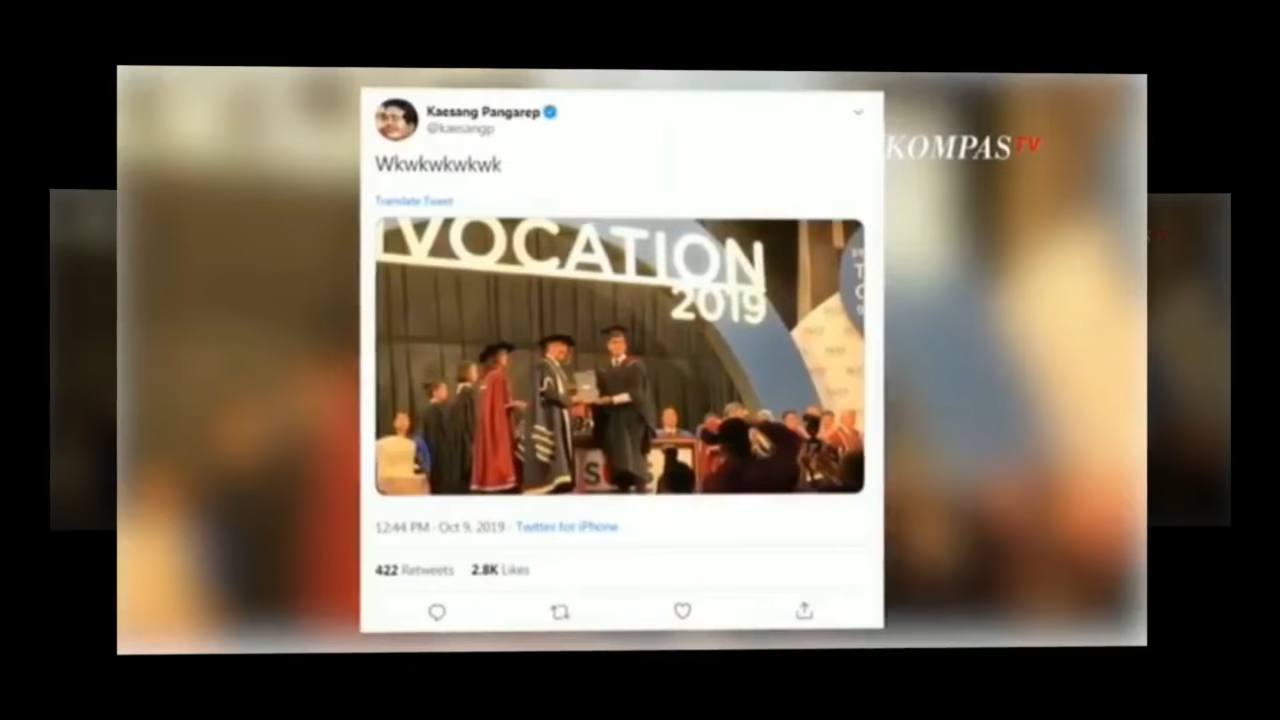 Kaesang Pangarep
@kaesangp
KOMPAS TV
Wkwkwkwkwk
Translate Tweet
VOCATION
2019
12:44 PM · Oct 9, 2019 · Twitter for iPhone
422 Retweets 2.8K Likes